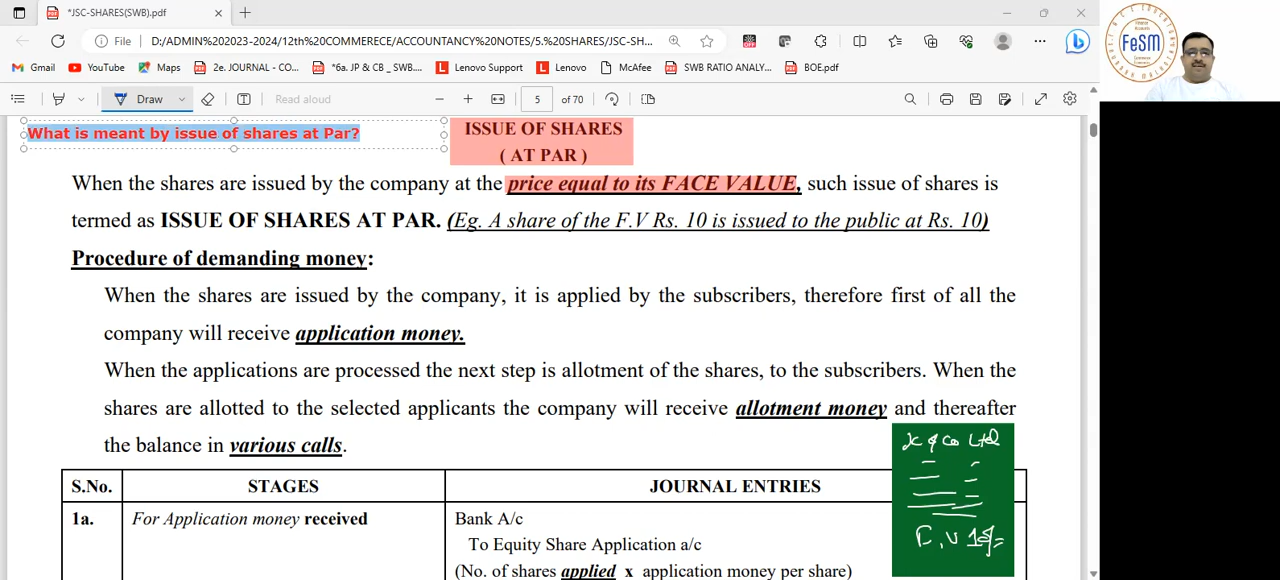 *JSC-SHARES(SWB).pdf
File
D:/ADMIN%202023-2024/12th%20COMMERECE/ACCOUNTANCY%20NOTES/5.%20SHARES/JSC-SH...
OFF
Gmail
YouTube
Maps
2e. JOURNAL - CO...
*6a. JP & SCB _ SWB....
Lenovo Support
Lenovo
McAfee
SWB RATIO ANALY...
BOE.pdf
Draw
Read aloud
5 of 70
FeSM
What is meant by issue of shares at Par?
ISSUE OF SHARES
( AT PAR )
When the shares are issued by the company at the price equal to its FACE VALUE, such issue of shares is
termed as ISSUE OF SHARES AT PAR. (Eg. A share of the F.V Rs. 10 is issued to the public at Rs. 10)
Procedure of demanding money:
When the shares are issued by the company, it is applied by the subscribers, therefore first of all the
company will receive application money.
When the applications are processed the next step is allotment of the shares, to the subscribers. When the
shares are allotted to the selected applicants the company will receive allotment money and thereafter
the balance in various calls.
S.No.
STAGES
JOURNAL ENTRIES
1a.
For Application money received
Bank A/c
To Equity Share Application a/c
(No. of shares applied x application money per share)
Ltd